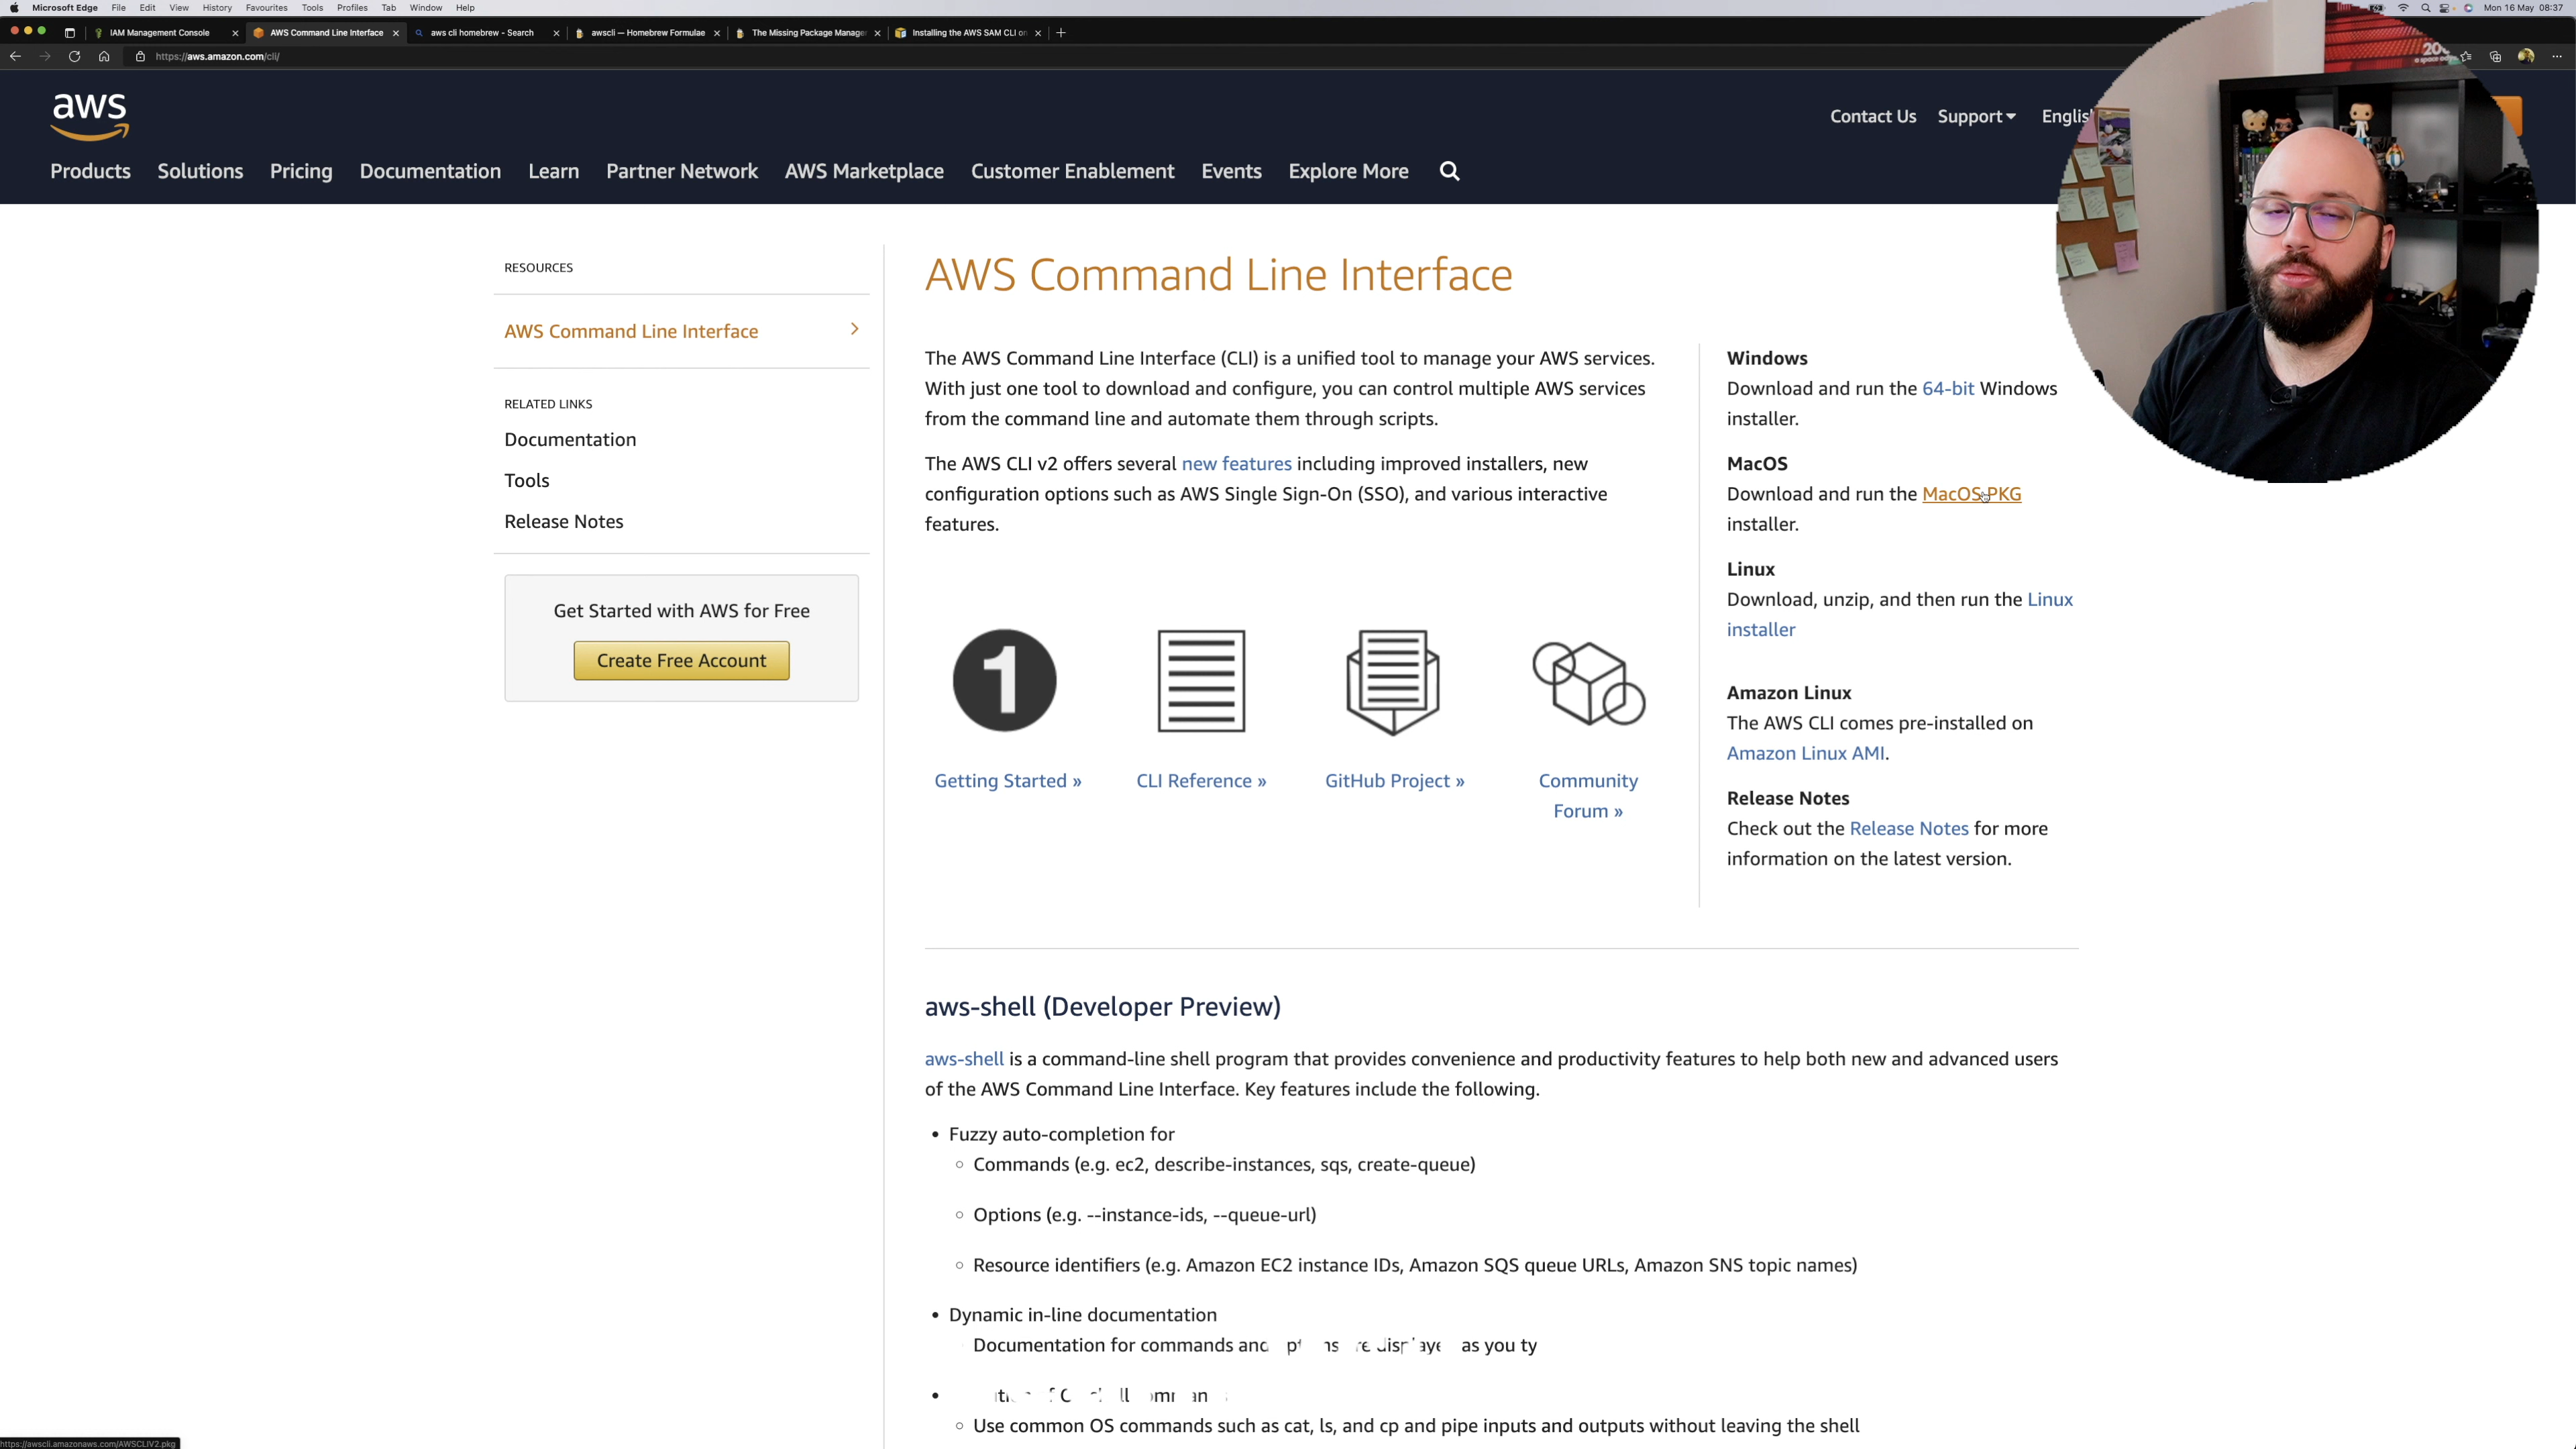 Microsoft Edge File Edit View History Favourites Tools Profiles Tab Window Help Mon 16 May 08:37
IAM Management Console AWS Command Line Interface aws cli homebrew - Search awscli — Homebrew Formulae The Missing Package Manage Installing the AWS SAM CLI on
https://aws.amazon.com/cli/
aws
Contact Us Support English
Products Solutions Pricing Documentation Learn Partner Network AWS Marketplace Customer Enablement Events Explore More
RESOURCES
AWS Command Line Interface
RELATED LINKS
Documentation
Tools
Release Notes
Get Started with AWS for Free
Create Free Account
AWS Command Line Interface
The AWS Command Line Interface (CLI) is a unified tool to manage your AWS services.
With just one tool to download and configure, you can control multiple AWS services
from the command line and automate them through scripts.
The AWS CLI v2 offers several new features including improved installers, new
configuration options such as AWS Single Sign-On (SSO), and various interactive
features.
1
Getting Started »
CLI Reference »
GitHub Project »
Community
Forum »
Windows
Download and run the 64-bit Windows
installer.
MacOS
Download and run the MacOS PKG
installer.
Linux
Download, unzip, and then run the Linux
installer
Amazon Linux
The AWS CLI comes pre-installed on
Amazon Linux AMI.
Release Notes
Check out the Release Notes for more
information on the latest version.
aws-shell (Developer Preview)
aws-shell is a command-line shell program that provides convenience and productivity features to help both new and advanced users
of the AWS Command Line Interface. Key features include the following.
• Fuzzy auto-completion for
Commands (e.g. ec2, describe-instances, sqs, create-queue)
Options (e.g. --instance-ids, --queue-url)
Resource identifiers (e.g. Amazon EC2 instance IDs, Amazon SQS queue URLs, Amazon SNS topic names)
• Dynamic in-line documentation
Documentation for commands and as you
Use common OS commands such as cat, ls, and cp and pipe inputs and outputs without leaving the shell
https://awscli.amazonaws.com/AWSCLIV2.pkg